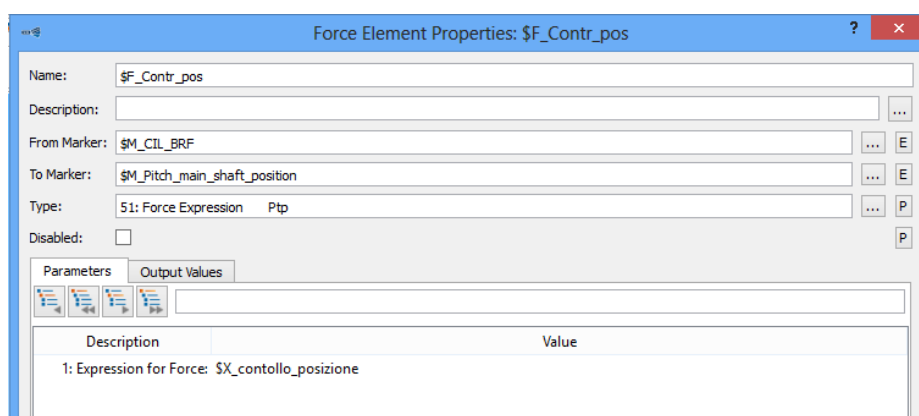 Force Element Properties: $F_Contr_pos ? ×
Name: $F_Contr_pos
Description: ...
From Marker: $M_CIL_BRF ... E
To Marker: $M_Pitch_main_shaft_position ... E
Type: 51: Force Expression Ptp ... P
Disabled: P
Parameters Output Values
Description Value
1: Expression for Force: $X_contollo_posizione